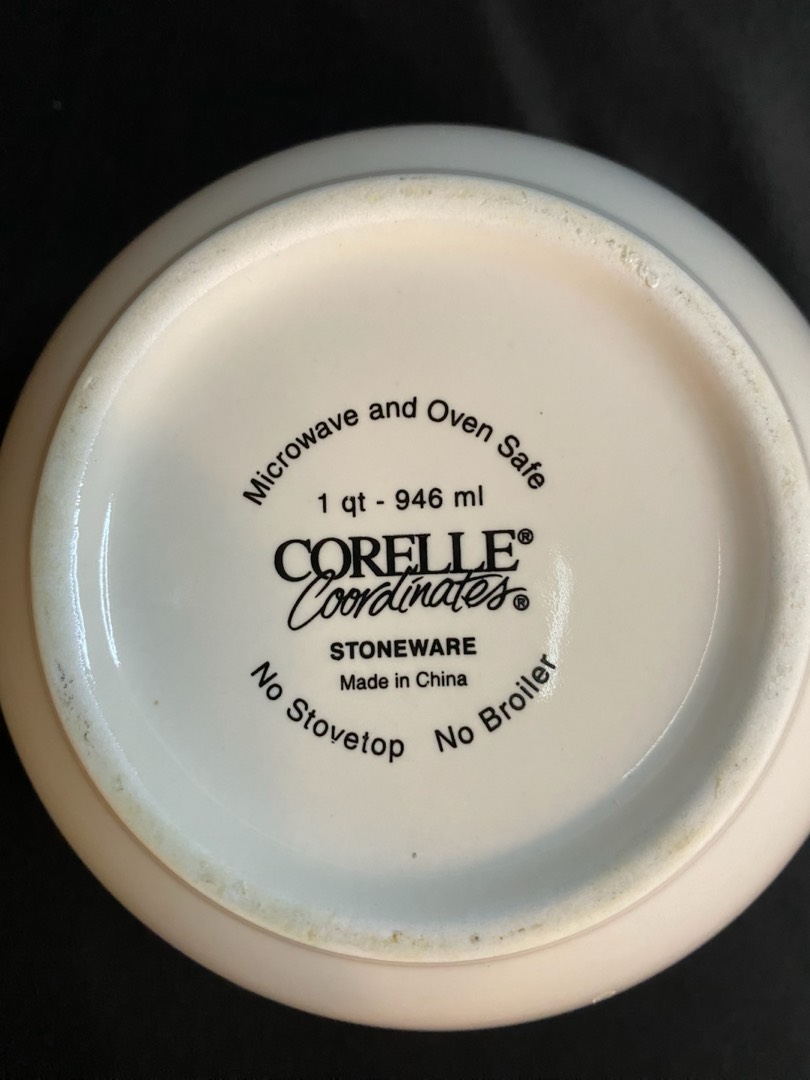 Microwave and Oven Safe
1 qt - 946 ml
CORELLE®
Coordinates®
STONEWARE
Made in China
No Stovetop No Broiler